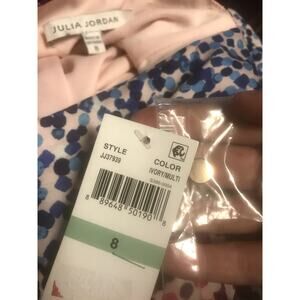 JULIA JORDAN
8
STYLE
JJ37939
COLOR
IVORY/MULTI
8 89648 50190 8
8